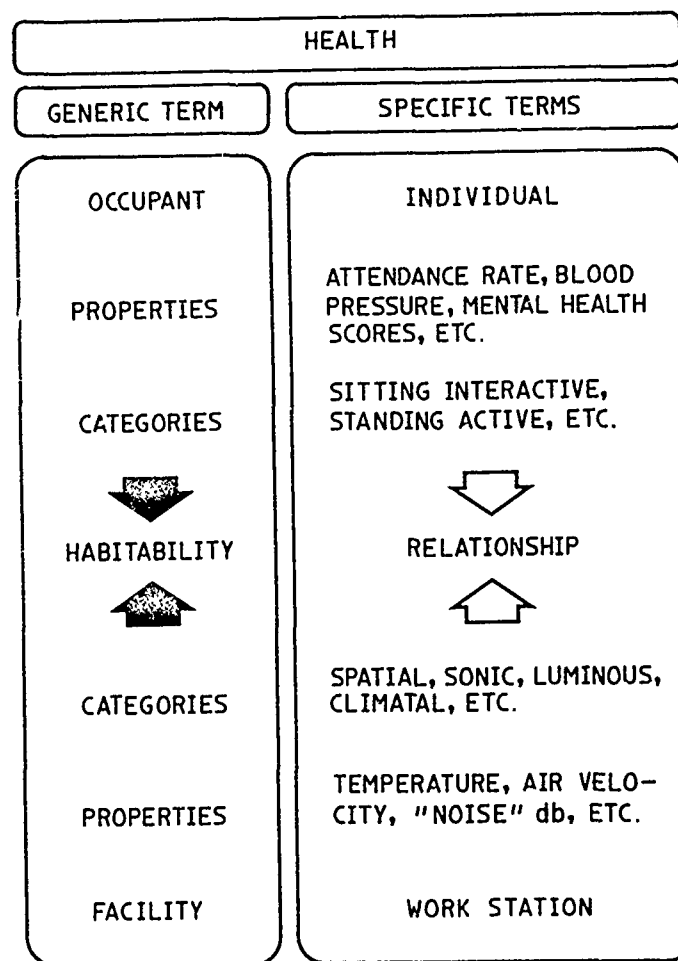 HEALTH
GENERIC TERM
SPECIFIC TERMS
OCCUPANT
INDIVIDUAL
PROPERTIES
ATTENDANCE RATE, BLOOD
PRESSURE, MENTAL HEALTH
SCORES, ETC.
CATEGORIES
SITTING INTERACTIVE,
STANDING ACTIVE, ETC.
HABITABILITY
RELATIONSHIP
CATEGORIES
SPATIAL, SONIC, LUMINOUS,
CLIMATAL, ETC.
PROPERTIES
TEMPERATURE, AIR VELO-
CITY, "NOISE" db, ETC.
FACILITY
WORK STATION